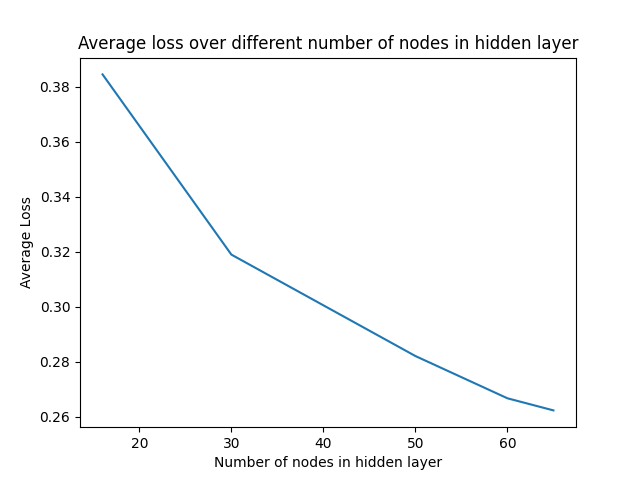 Average loss over different number of nodes in hidden layer
0.38
0.36
0.34
0.32
0.30
0.28
0.26
Average Loss
20 30 40 50 60
Number of nodes in hidden layer